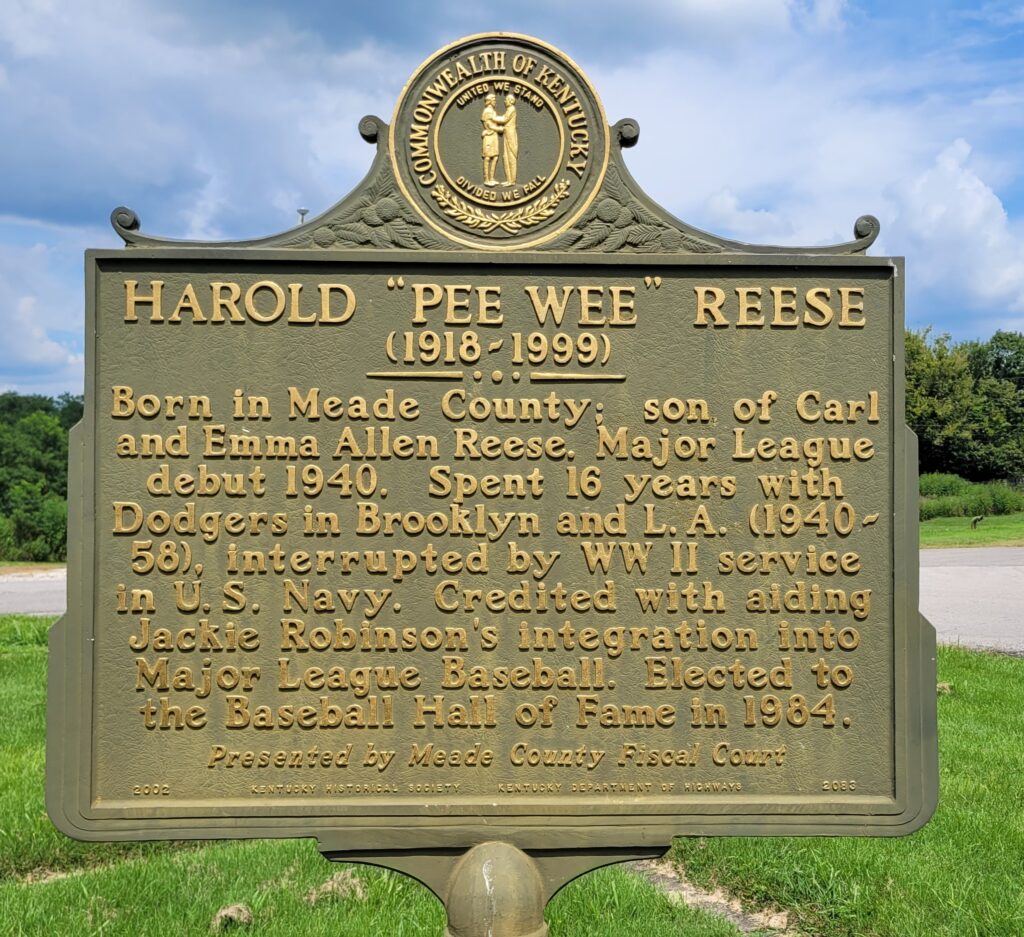 COMMONWEALTH OF KENTUCKY
UNITED WE STAND
DIVIDED WE FALL
HAROLD "PEE WEE" REESE
(1918-1999)
Born in Meade County; son of Carl
and Emma Allen Reese. Major League
debut 1940. Spent 16 years with
Dodgers in Brooklyn and L.A. (1940-
58), interrupted by WW II service
in U.S. Navy. Credited with aiding
Jackie Robinson's integration into
Major League Baseball. Elected to
the Baseball Hall of Fame in 1984.
Presented by Meade County Fiscal Court
2002 KENTUCKY HISTORICAL SOCIETY KENTUCKY DEPARTMENT OF HIGHWAYS 2083